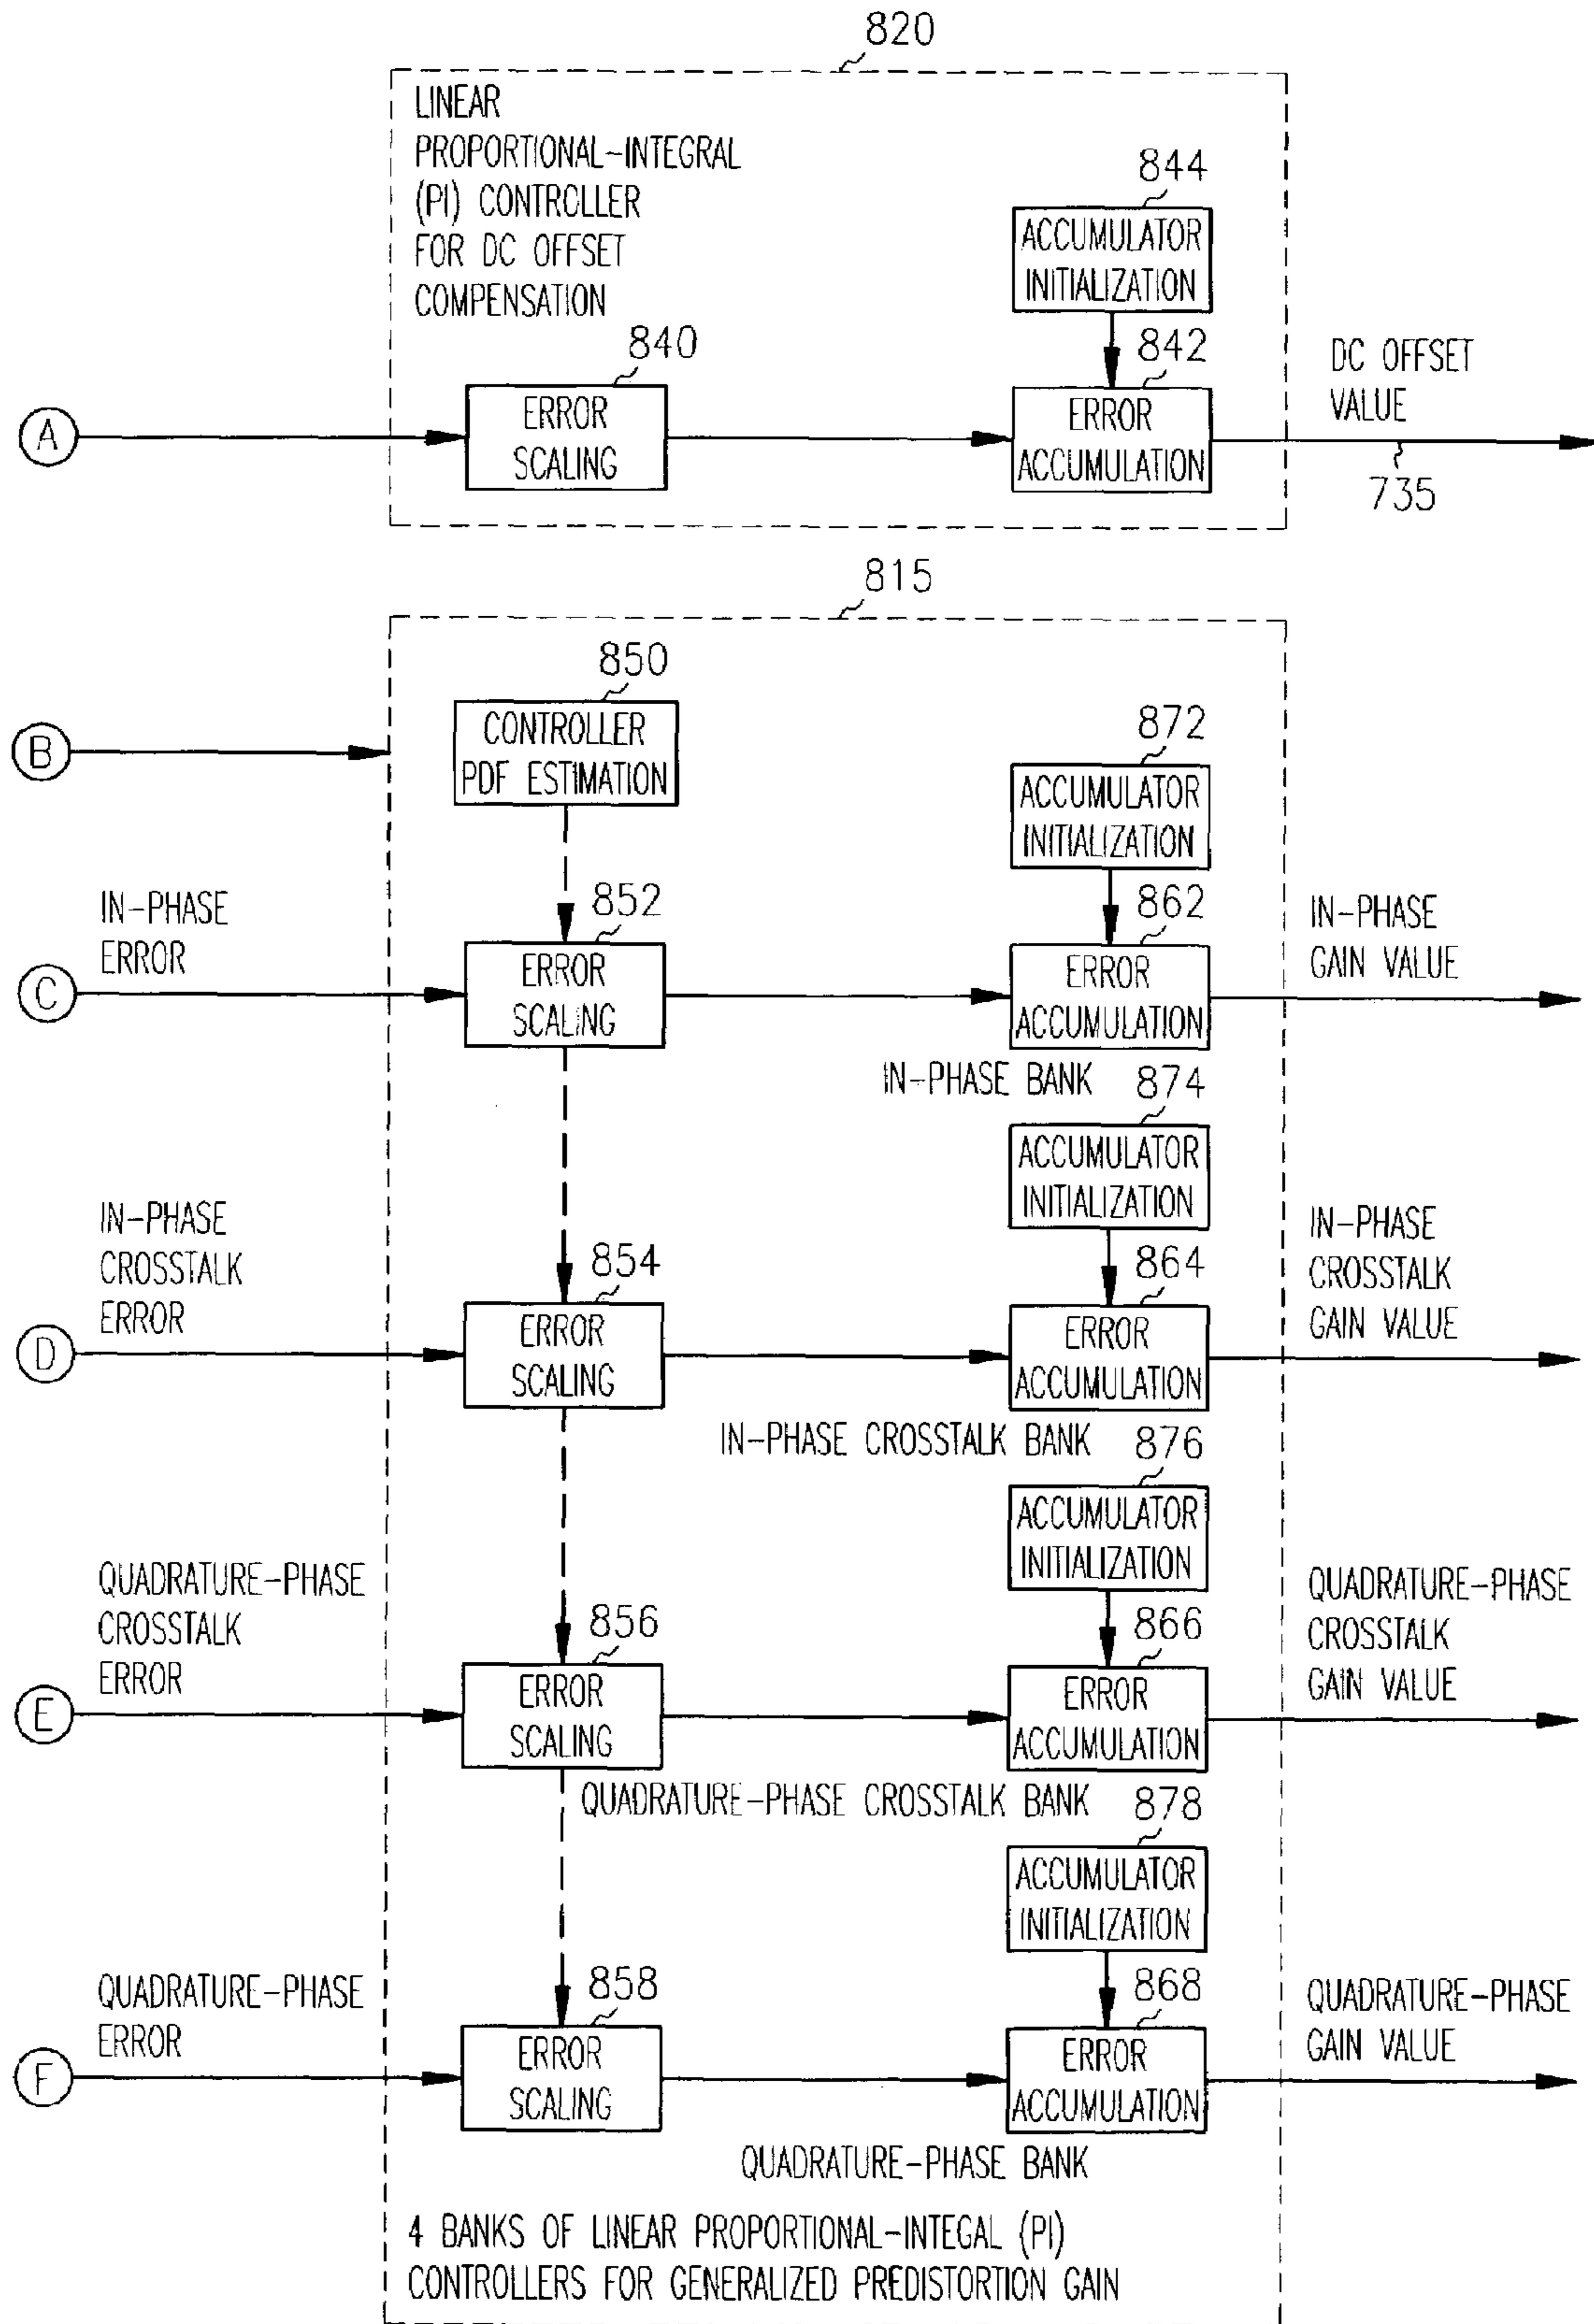 820
LINEAR
PROPORTIONAL-INTEGRAL
(PI) CONTROLLER
FOR DC OFFSET
COMPENSATION
844
ACCUMULATOR
INITIALIZATION
840
842
A
ERROR
SCALING
ERROR
ACCUMULATION
DC OFFSET
VALUE
735
815
850
B
CONTROLLER
PDF ESTIMATION
872
ACCUMULATOR
INITIALIZATION
IN-PHASE
ERROR
852
862
C
ERROR
SCALING
ERROR
ACCUMULATION
IN-PHASE
GAIN VALUE
IN-PHASE BANK
874
ACCUMULATOR
INITIALIZATION
IN-PHASE
CROSSTALK
ERROR
854
864
D
ERROR
SCALING
ERROR
ACCUMULATION
IN-PHASE
CROSSTALK
GAIN VALUE
IN-PHASE CROSSTALK BANK
876
ACCUMULATOR
INITIALIZATION
QUADRATURE-PHASE
CROSSTALK
ERROR
856
866
E
ERROR
SCALING
ERROR
ACCUMULATION
QUADRATURE-PHASE
CROSSTALK
GAIN VALUE
QUADRATURE-PHASE CROSSTALK BANK
878
ACCUMULATOR
INITIALIZATION
QUADRATURE-PHASE
ERROR
858
868
F
ERROR
SCALING
ERROR
ACCUMULATION
QUADRATURE-PHASE
GAIN VALUE
QUADRATURE-PHASE BANK
4 BANKS OF LINEAR PROPORTIONAL-INTEGAL (PI)
CONTROLLERS FOR GENERALIZED PREDISTORTION GAIN